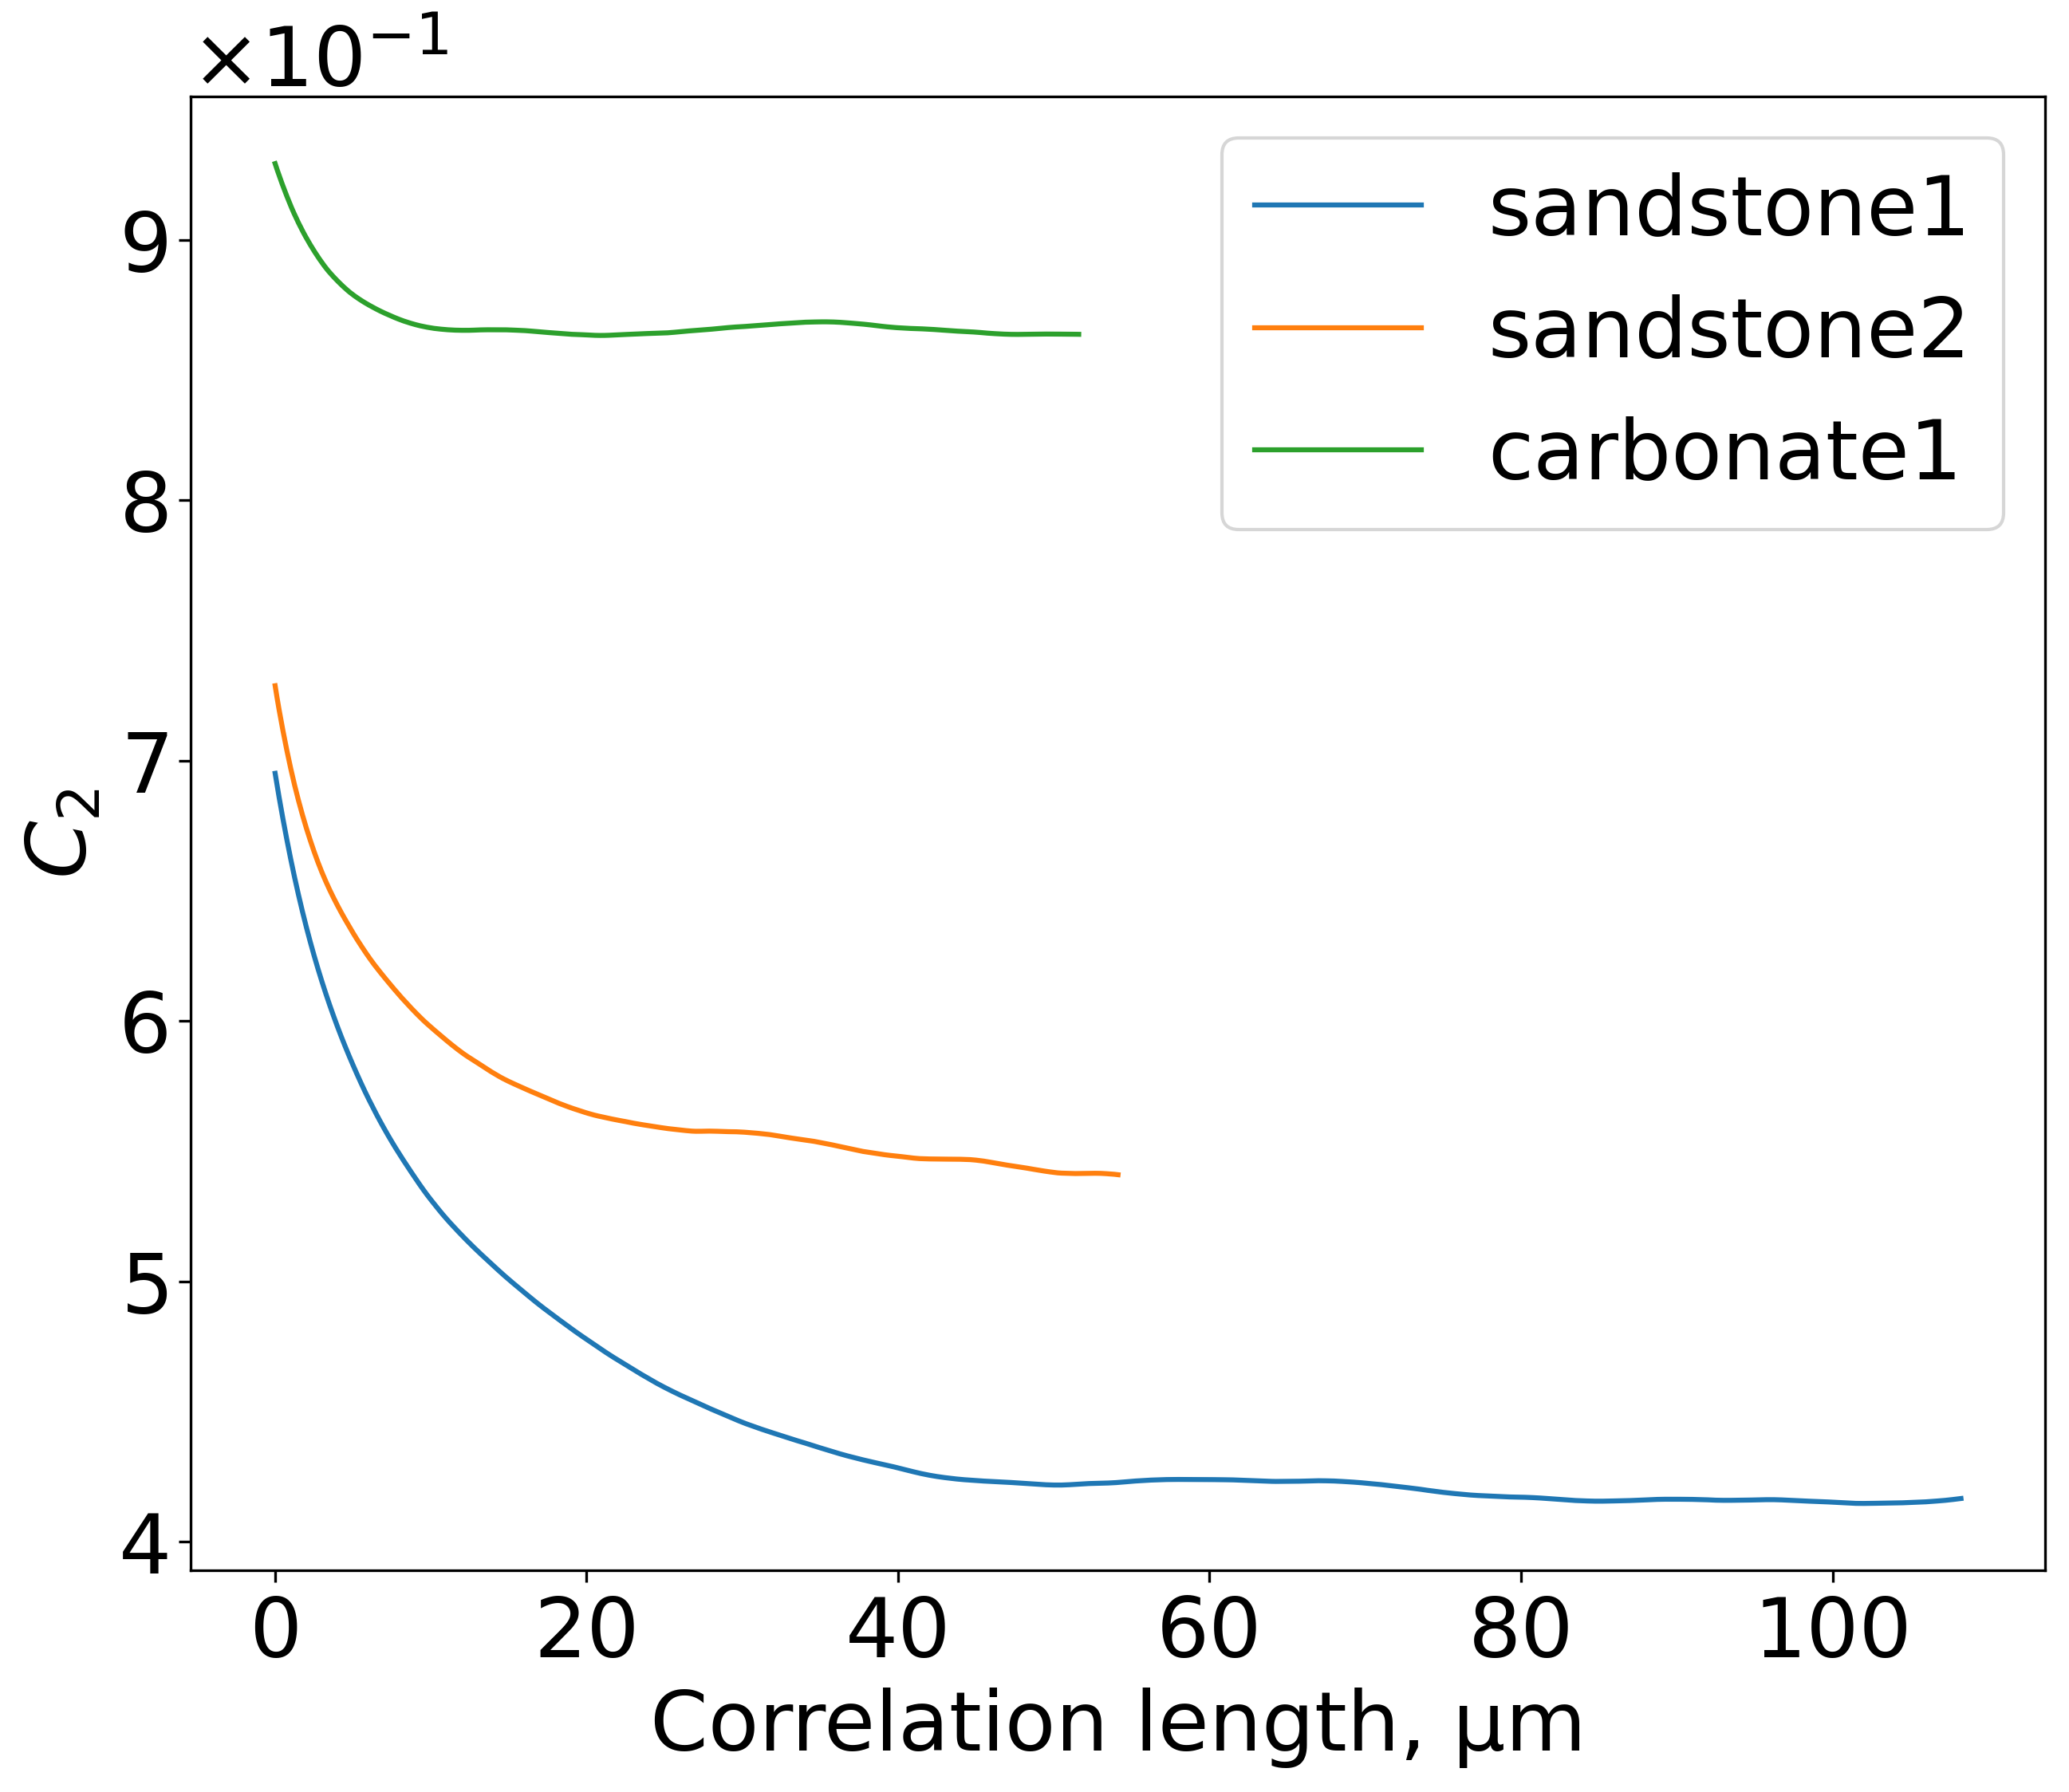 ×10⁻¹
9
8
7
6
5
4
C₂
sandstone1
sandstone2
carbonate1
0 20 40 60 80 100
Correlation length, μm